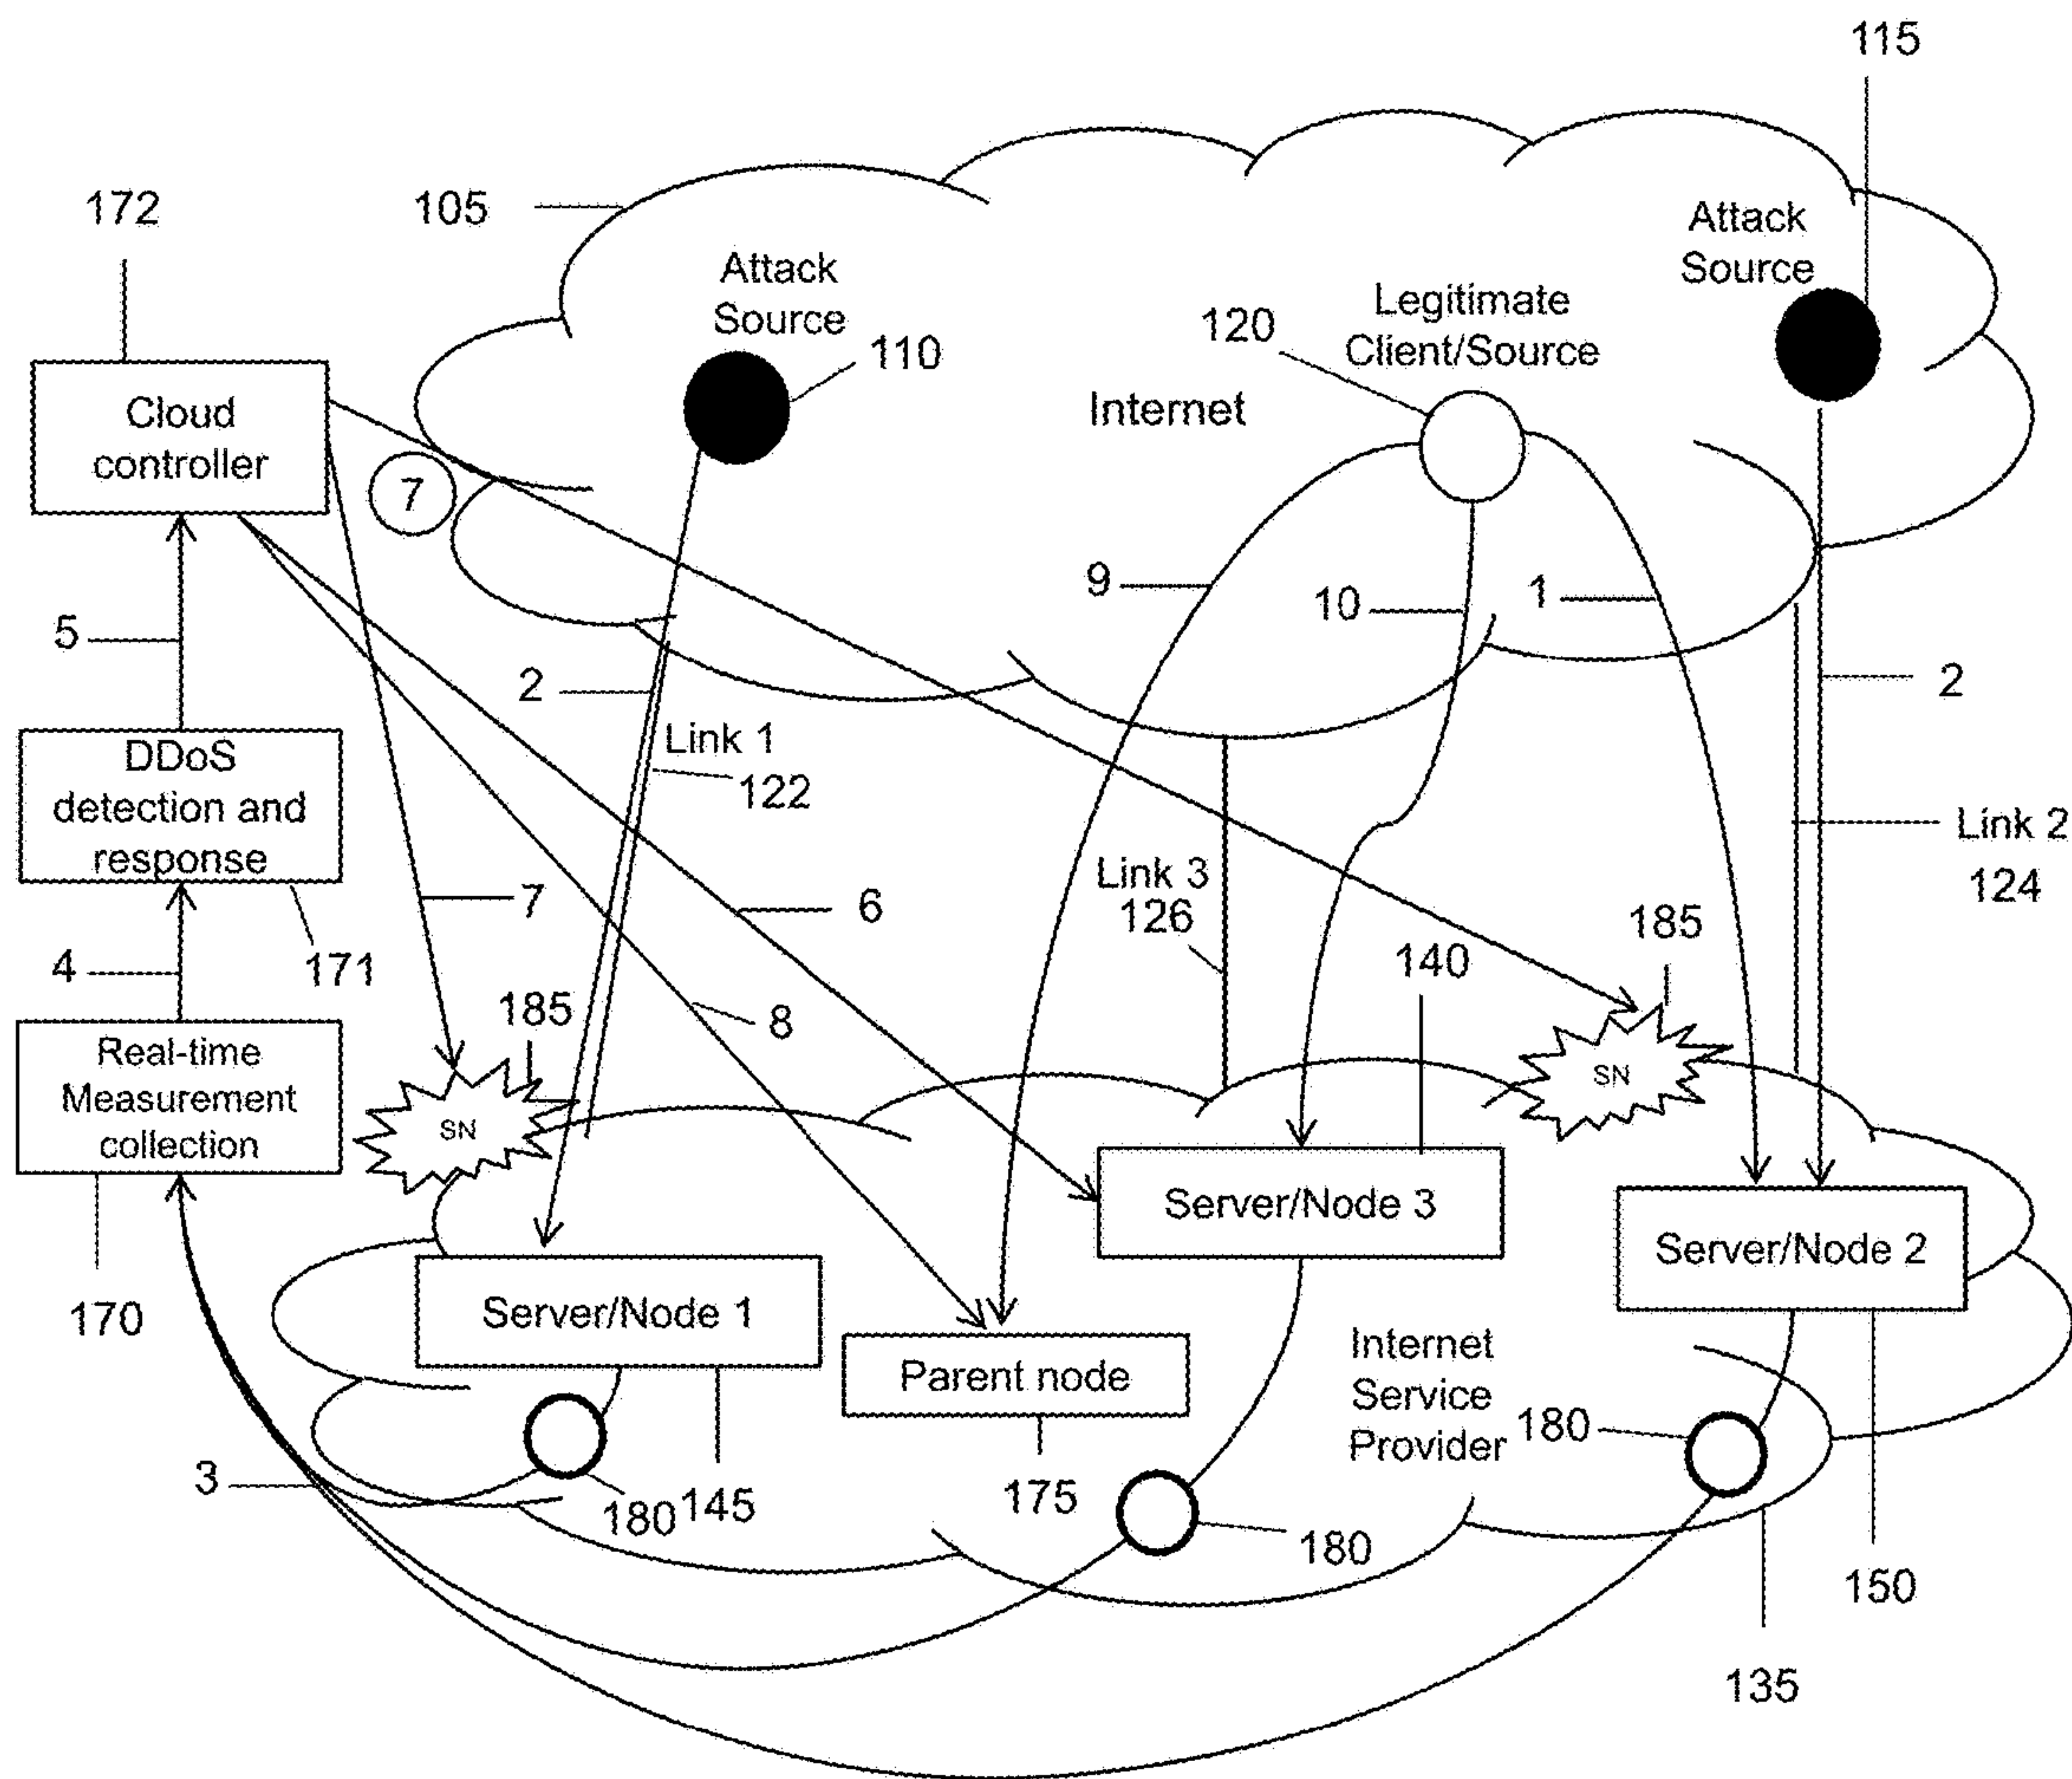 115
172
105
Attack
Source
Attack
Source
110
120
Legitimate
Client/Source
Internet
Cloud
controller
7
9
10
1
5
2
2
Link 1
122
DDoS
detection and
response
Link 2
124
Link 3
126
7
6
185
140
4
171
185
8
Real-time
Measurement
collection
SN
SN
Server/Node 3
Server/Node 2
170
Server/Node 1
Parent node
Internet
Service
Provider
180
3
180
145
175
180
150
135